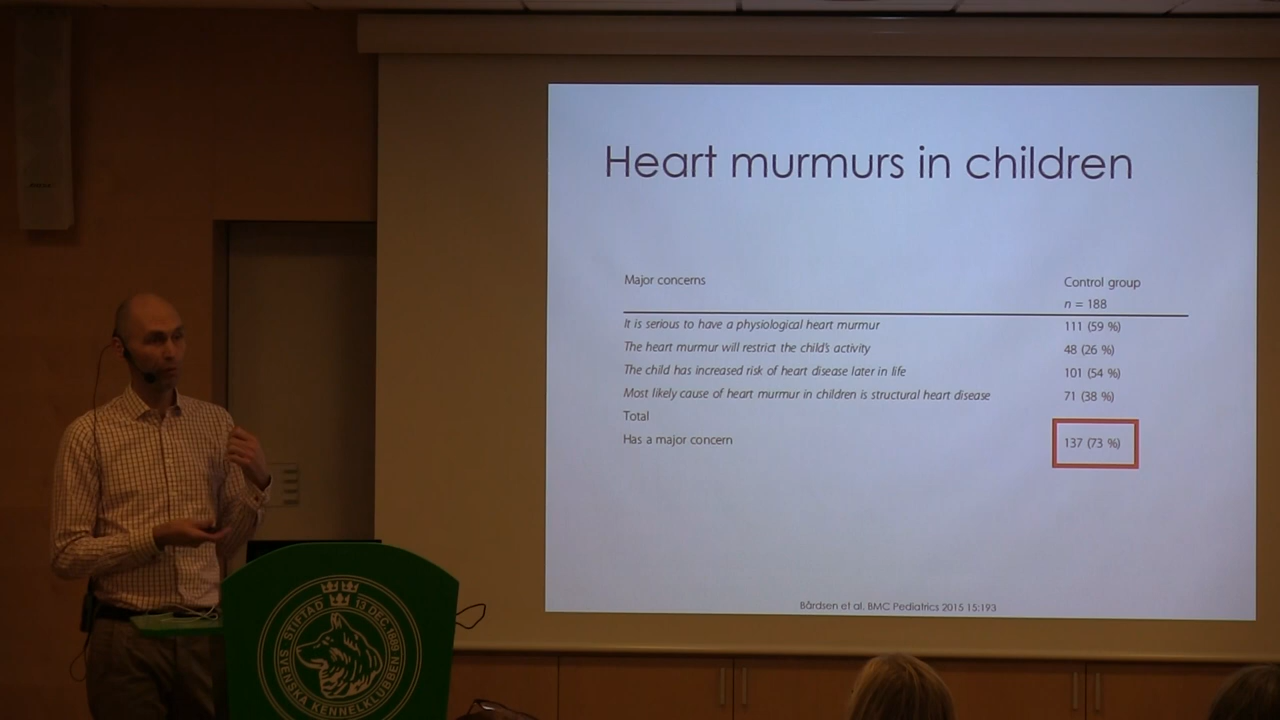 Heart murmurs in children
Major concerns
Control group
n = 188
It is serious to have a physiological heart murmur 111 (59 %)
The heart murmur will restrict the child's activity 48 (26 %)
The child has increased risk of heart disease later in life 101 (54 %)
Most likely cause of heart murmur in children is structural heart disease 71 (38 %)
Total
Has a major concern 137 (73 %)
Bårdsen et al. BMC Pediatrics 2015 15:193
STIFTAD 13 DEC. 1889
SVENSKA KENNELKLUBBEN